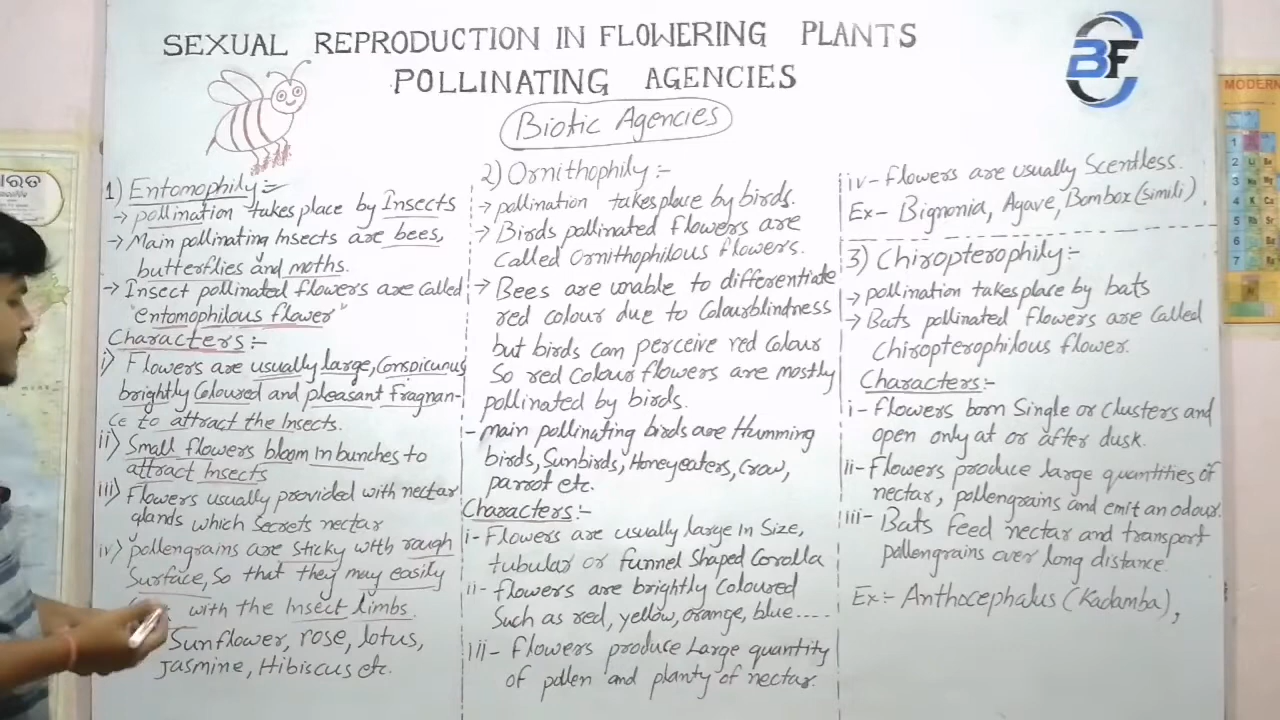 SEXUAL REPRODUCTION IN FLOWERING PLANTS
POLLINATING AGENCIES
Biotic Agencies
BF
1) Entomophily :-
→ pollination takes place by Insects
→ Main pollinating Insects are bees,
butterflies and moths.
→ Insect pollinated flowers are called
"entomophilous flower"
Characters :-
i) Flowers are usually large, Conspicunus
brightly Coloured and pleasant fragnan-
ce to attract the Insects.
ii) Small flowers bloom in bunches to
attract Insects
iii) Flowers usually provided with nectar
glands which Secrets nectar
iv) pollengrains are sticky with rough
Surface, So that they may easily
with the Insect limbs.
Sunflower, rose, lotus,
Jasmine, Hibiscus etc.
2) Ornithophily :-
→ pollination takes place by birds.
→ Birds pollinated flowers are
Called Ornithophilous flowers.
→ Bees are unable to differentiate
red colour due to Colourblindness
but birds can perceive red Colour
So red Colour flowers are mostly
pollinated by birds.
- main pollinating birds are Humming
birds, Sunbirds, Honeyeaters, Crow,
parrot etc.
Characters :-
i- Flowers are usually large in Size,
tubular or funnel Shaped Corolla
ii- flowers are brightly Coloured
Such as red, yellow, orange, blue.....
iii- flowers produce Large quantity
of pollen and planty of nectar.
iv- flowers are usually Scentless.
Ex- Bignonia, Agave, Bombox (Simili),
3) Chiropterophily :-
→ pollination takes place by bats
→ Bats pollinated flowers are Called
Chiropterophilous flower.
Characters :-
i- flowers born Single or Clusters and
open only at or after dusk.
ii- Flowers produce large quantities of
nectar, pollengrains and emit an odour.
iii- Bats feed nectar and transport
pollengrains over long distance.
Ex:- Anthocephalus (Kadamba),
MODERN
1
2
3
4
5
6
7